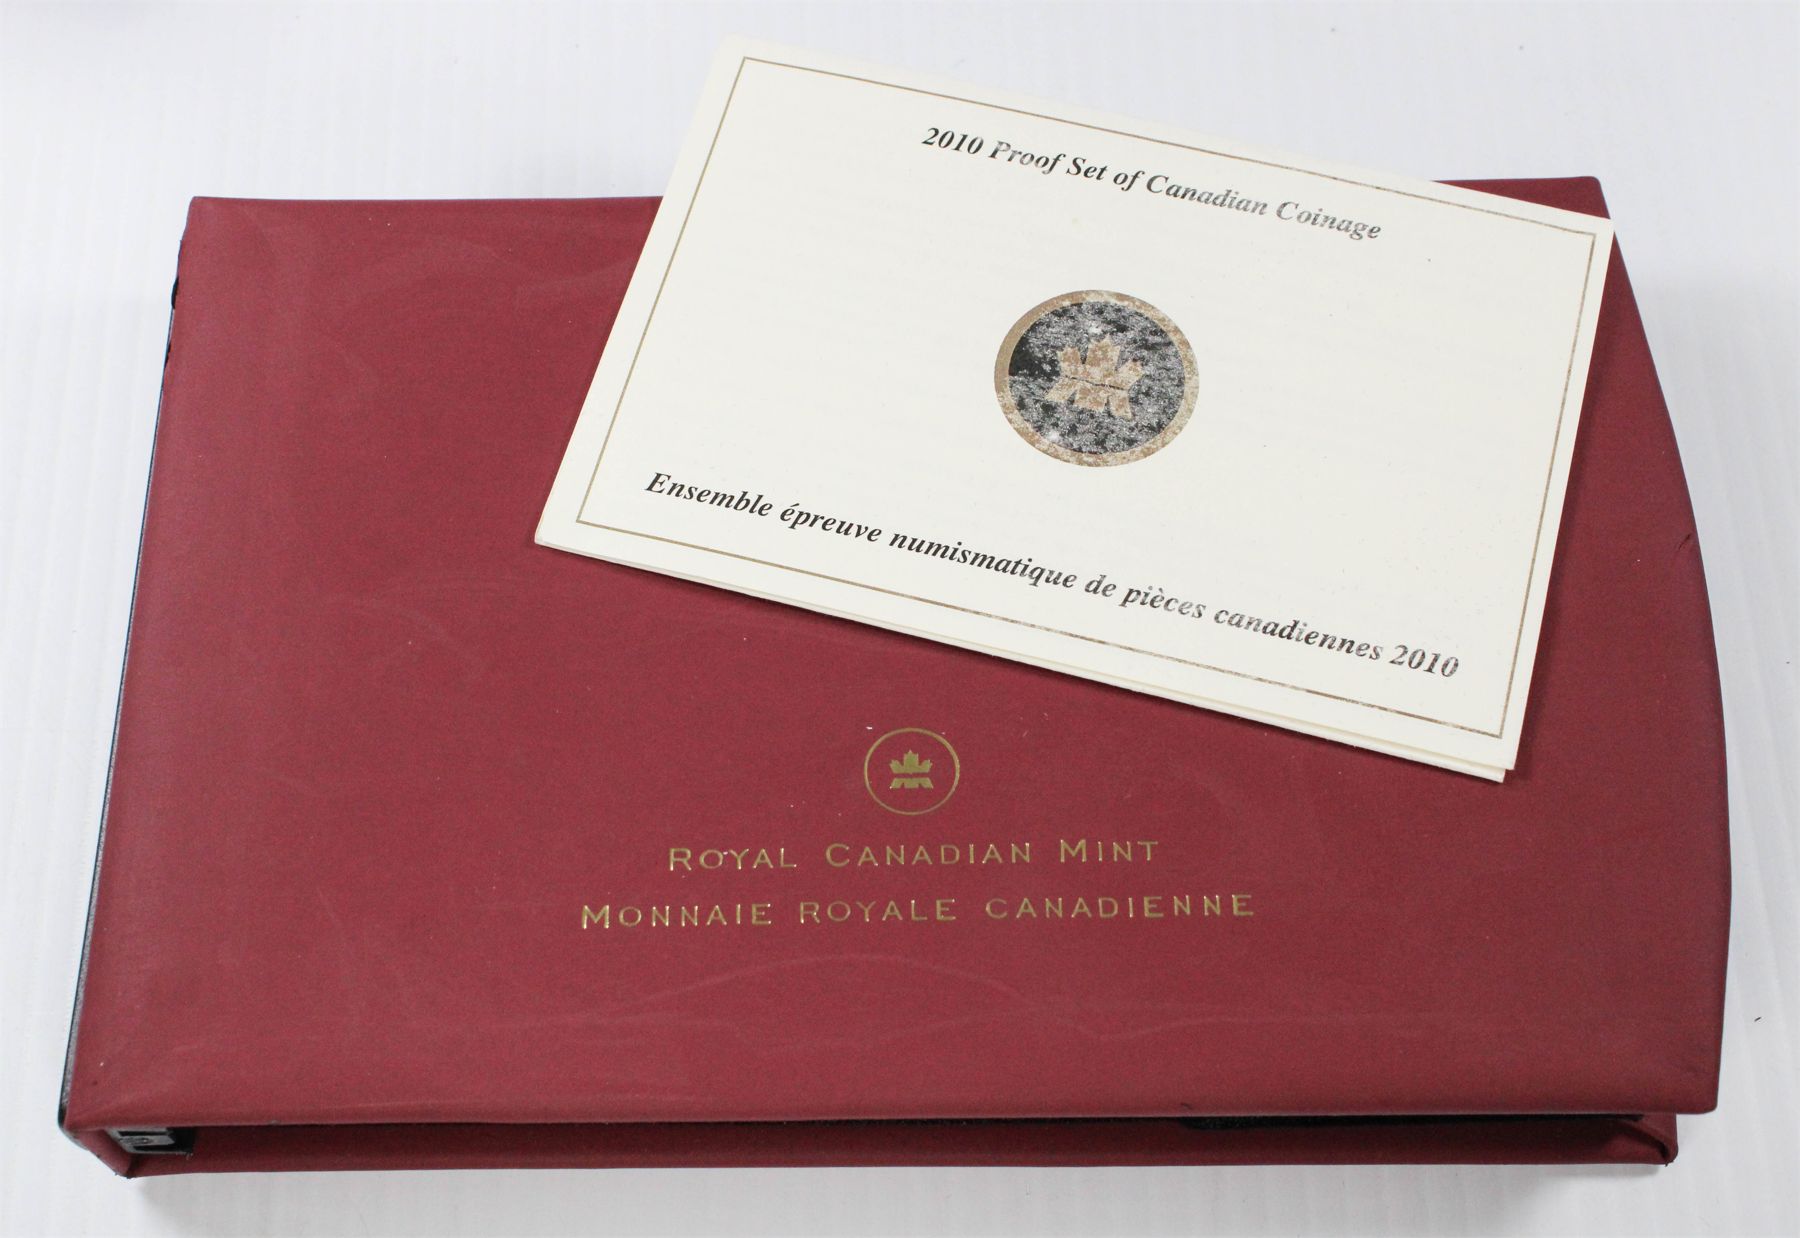 2010 Proof Set of Canadian Coinage
Ensemble épreuve numismatique de pièces canadiennes 2010
ROYAL CANADIAN MINT
MONNAIE ROYALE CANADIENNE